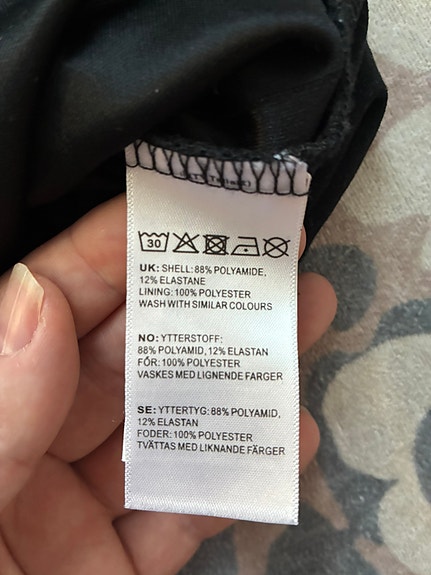 30
UK: SHELL: 88% POLYAMIDE,
12% ELASTANE
LINING: 100% POLYESTER
WASH WITH SIMILAR COLOURS
NO: YTTERSTOFF:
88% POLYAMID, 12% ELASTAN
FÓR: 100% POLYESTER
VASKES MED LIGNENDE FARGER
SE: YTTERTYG: 88% POLYAMID,
12% ELASTAN
FODER: 100% POLYESTER
TVÄTTAS MED LIKNANDE FÄRGER